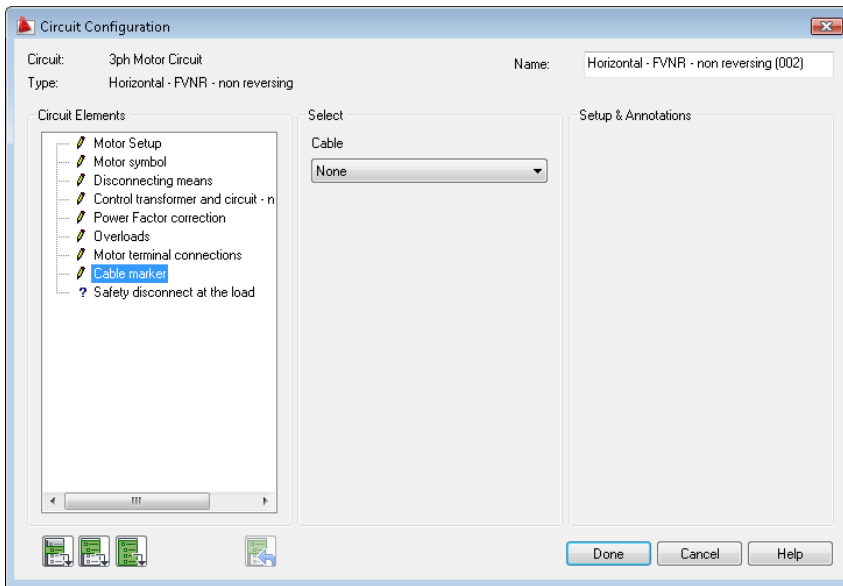 Circuit Configuration
Circuit: 3ph Motor Circuit
Name: Horizontal - FVNR - non reversing (002)
Type: Horizontal - FVNR - non reversing
Circuit Elements
Motor Setup
Motor symbol
Disconnecting means
Control transformer and circuit - n
Power Factor correction
Overloads
Motor terminal connections
Cable marker
? Safety disconnect at the load
Select
Cable
None
Setup & Annotations
Done Cancel Help